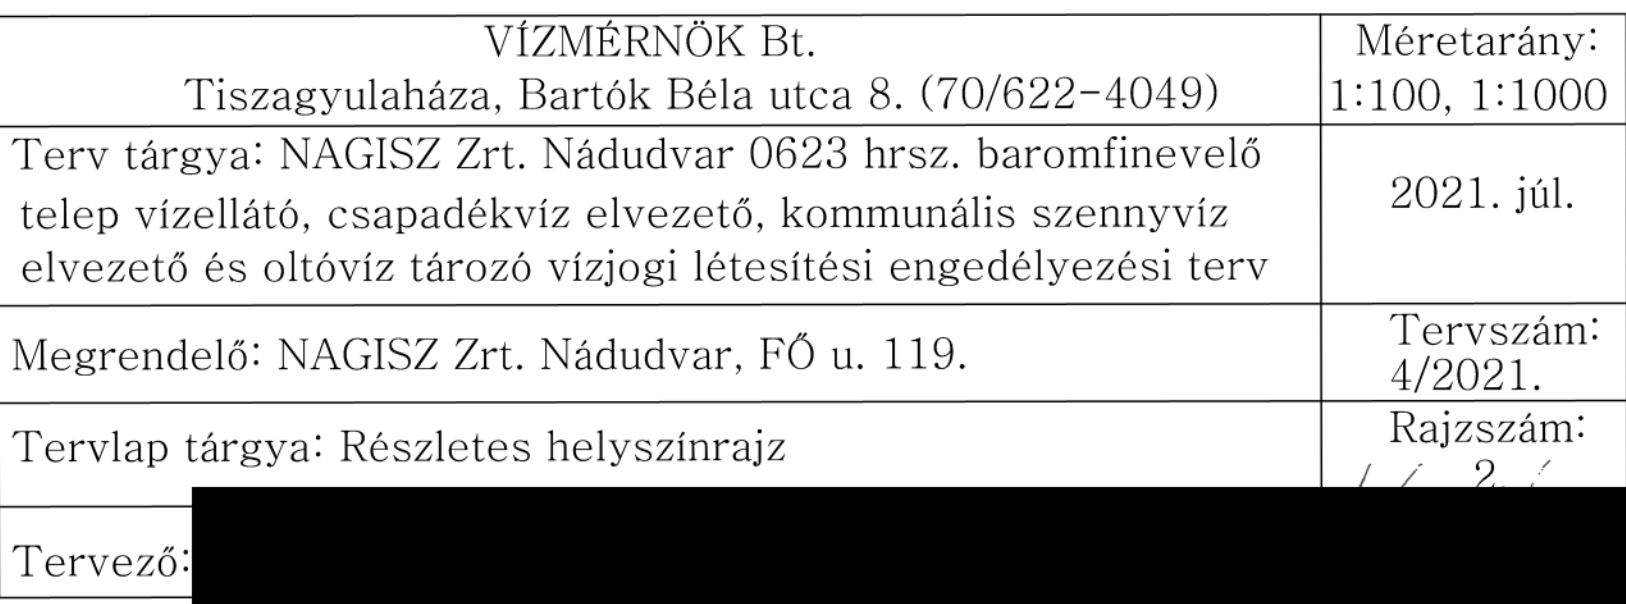 VÍZMÉRNÖK Bt.
Tiszagyulaháza, Bartók Béla utca 8. (70/622-4049)
Méretarány:
1:100, 1:1000
Terv tárgya: NAGISZ Zrt. Nádudvar 0623 hrsz. baromfinevelő
telep vízellátó, csapadékvíz elvezető, kommunális szennyvíz
elvezető és oltóvíz tározó vízjogi létesítési engedélyezési terv
2021. júl.
Megrendelő: NAGISZ Zrt. Nádudvar, FŐ u. 119.
Tervszám:
4/2021.
Tervlap tárgya: Részletes helyszínrajz
Rajzszám:
2.
Tervező: